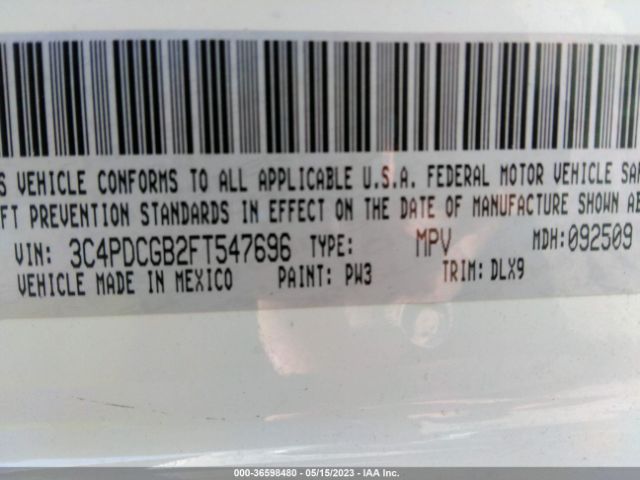 S VEHICLE CONFORMS TO ALL APPLICABLE U.S.A. FEDERAL MOTOR VEHICLE SAF
FT PREVENTION STANDARDS IN EFFECT ON THE DATE OF MANUFACTURE SHOWN AB
VIN: 3C4PDCGB2FT547696 TYPE: MPV MDH:092509
VEHICLE MADE IN MEXICO PAINT: PW3 TRIM: DLX9
000-36598480 - 05/15/2023 - IAA Inc.